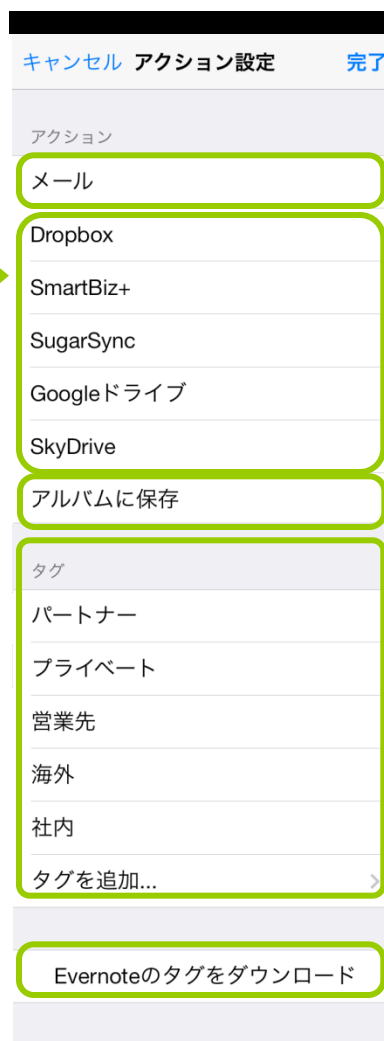 キャンセル アクション設定 完了
アクション
メール
Dropbox
SmartBiz+
SugarSync
Googleドライブ
SkyDrive
アルバムに保存
タグ
パートナー
プライベート
営業先
海外
社内
タグを追加...
Evernoteのタグをダウンロード